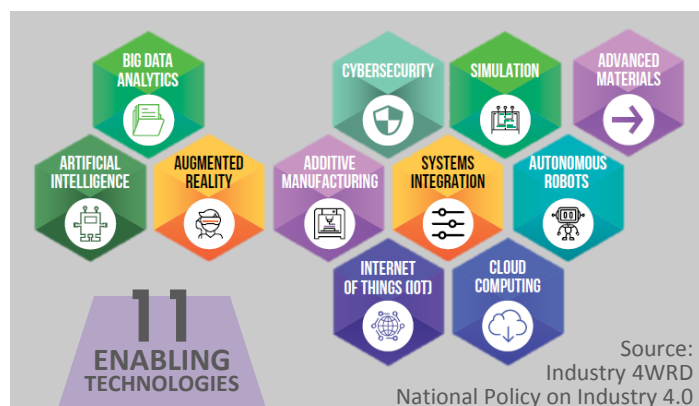 BIG DATA
ANALYTICS
CYBERSECURITY
SIMULATION
ADVANCED
MATERIALS
ARTIFICIAL
INTELLIGENCE
AUGMENTED
REALITY
ADDITIVE
MANUFACTURING
SYSTEMS
INTEGRATION
AUTONOMOUS
ROBOTS
INTERNET
OF THINGS (IOT)
CLOUD
COMPUTING
11
ENABLING
TECHNOLOGIES
Source:
Industry 4WRD
National Policy on Industry 4.0